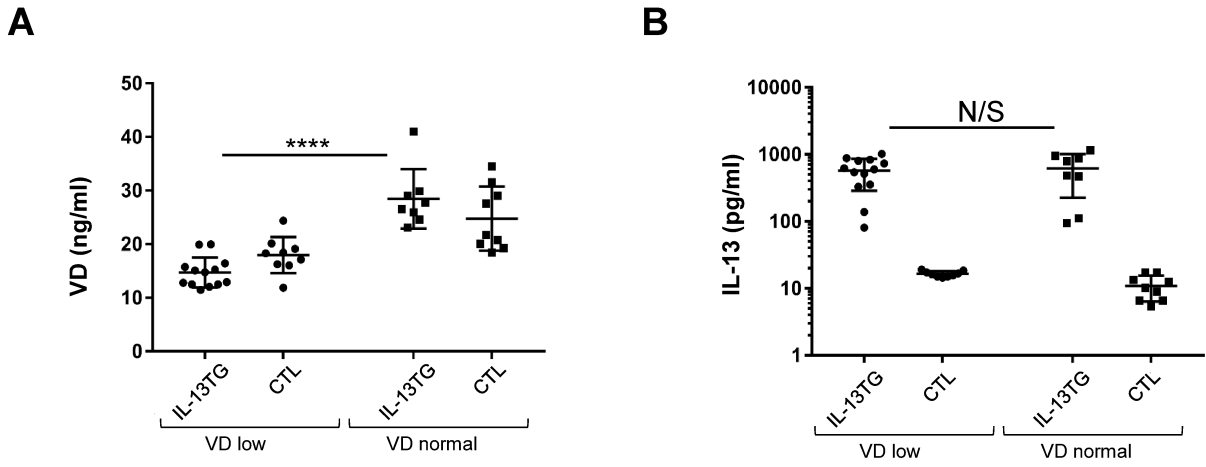 A
VD (ng/ml)
50
40
30
20
10
0
****
IL-13TG
CTL
IL-13TG
CTL
VD low
VD normal
B
IL-13 (pg/ml)
10000
1000
100
10
1
N/S
IL-13TG
CTL
IL-13TG
CTL
VD low
VD normal